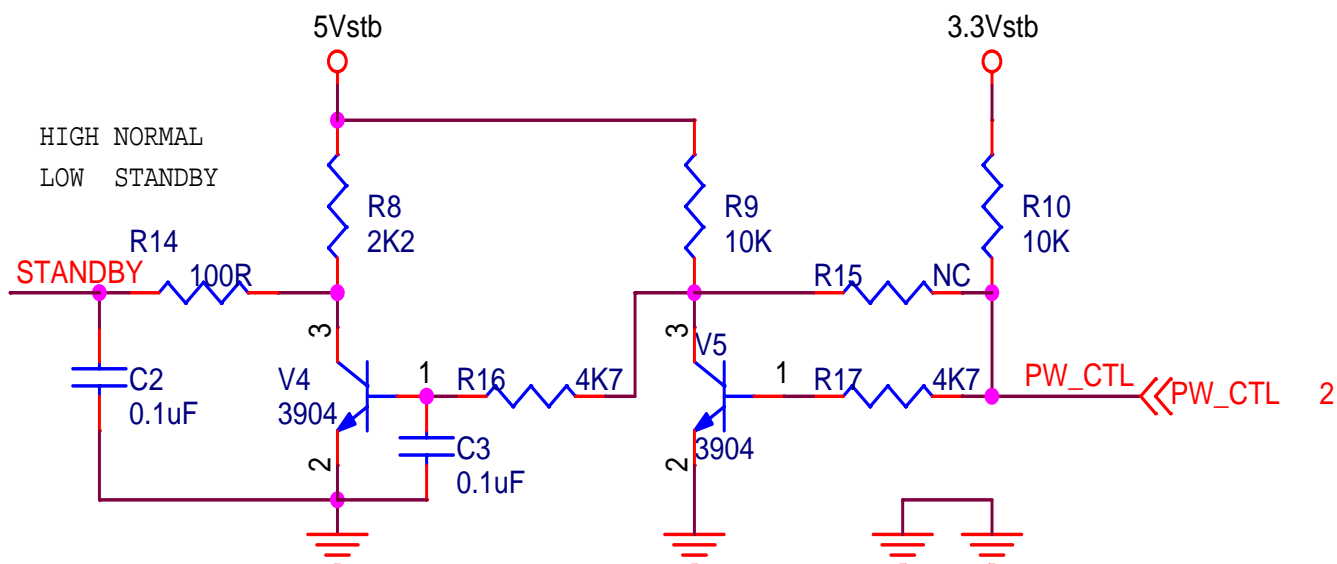 5Vstb
3.3Vstb
HIGH NORMAL
LOW STANDBY
R8
2K2
R9
10K
R10
10K
R14
100R
STANDBY
R15
NC
3
3
V5
C2
0.1uF
V4
3904
1
R16
4K7
1
R17
4K7
PW_CTL
PW_CTL 2
2
C3
0.1uF
2
3904